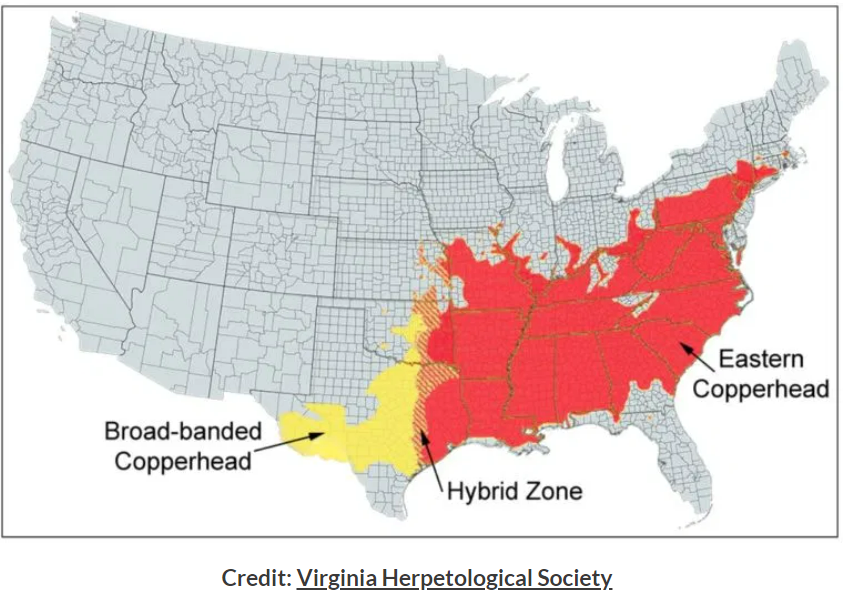 Eastern
Copperhead
Broad-banded
Copperhead
Hybrid Zone
Credit: Virginia Herpetological Society